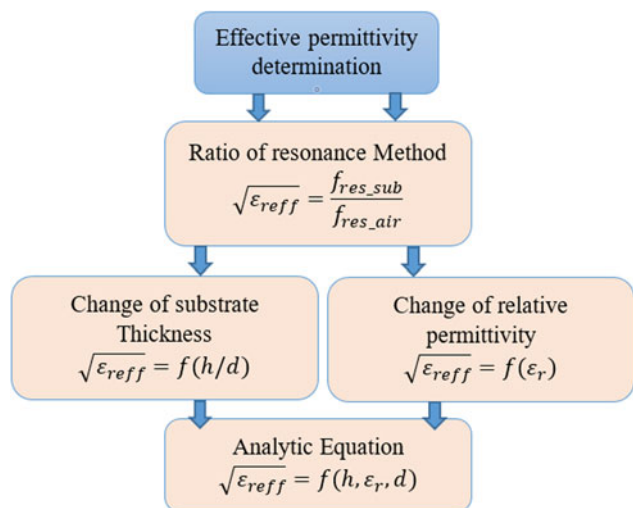 Effective permittivity
determination
Ratio of resonance Method
√ε_reff = f_res_sub / f_res_air
Change of substrate
Thickness
√ε_reff = f(h/d)
Change of relative
permittivity
√ε_reff = f(ε_r)
Analytic Equation
√ε_reff = f(h, ε_r, d)